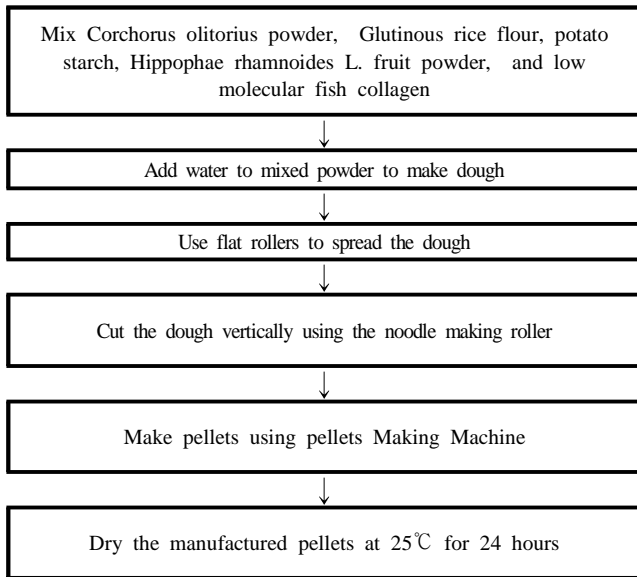 Mix Corchorus olitorius powder, Glutinous rice flour, potato
starch, Hippophae rhamnoides L. fruit powder, and low
molecular fish collagen
Add water to mixed powder to make dough
Use flat rollers to spread the dough
Cut the dough vertically using the noodle making roller
Make pellets using pellets Making Machine
Dry the manufactured pellets at 25℃ for 24 hours